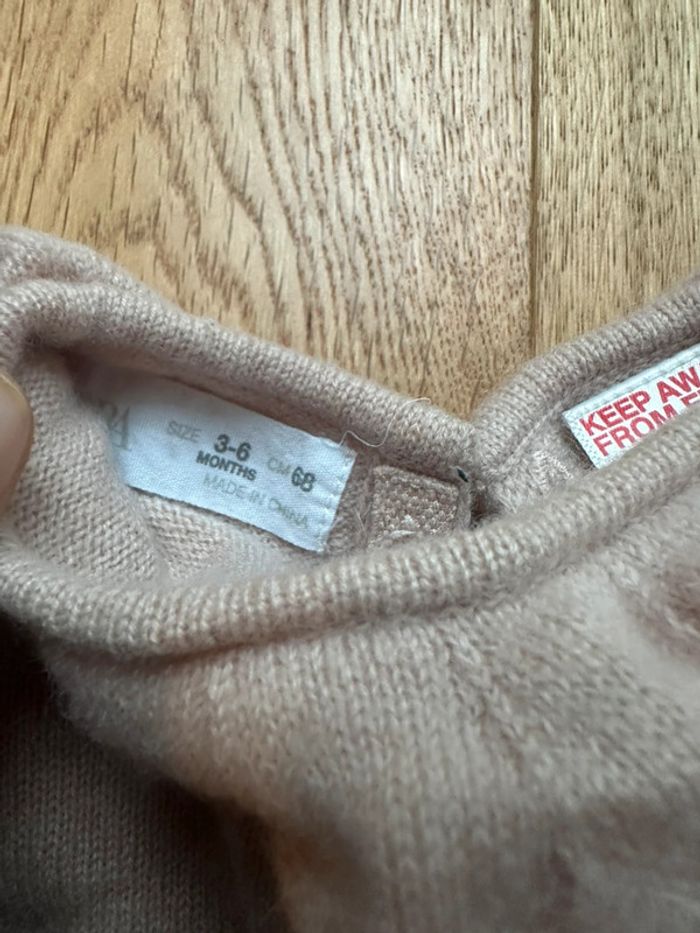 SIZE 3-6 MONTHS CM 68
MADE IN CHINA
KEEP AW
FROM F